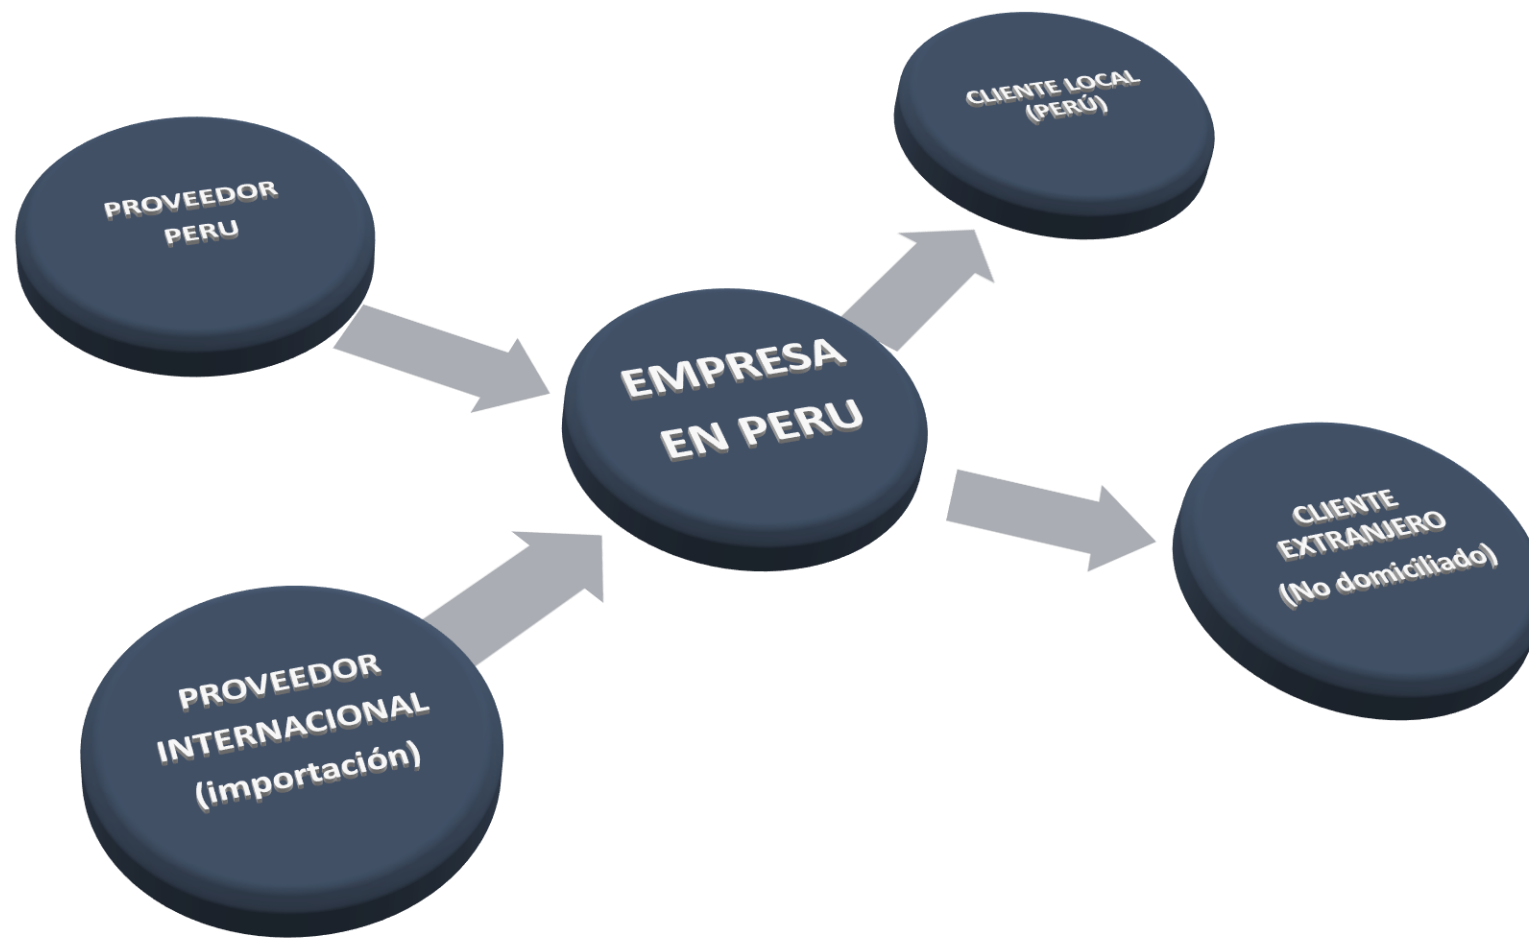 CLIENTE LOCAL
(PERÚ)
PROVEEDOR
PERU
EMPRESA
EN PERU
CLIENTE
EXTRANJERO
(No domiciliado)
PROVEEDOR
INTERNACIONAL
(importación)